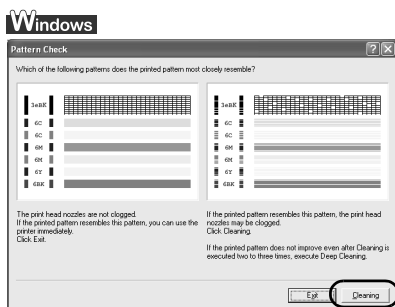 Windows
Pattern Check
Which of the following patterns does the printed pattern most closely resemble?
3eBK
6C
6C
6M
6M
6Y
6BK
3eBK
6C
6C
6M
6M
6Y
6BK
The print head nozzles are not clogged.
If the printed pattern resembles this pattern, you can use the
printer immediately.
Click Exit.
If the printed pattern resembles this pattern, the print head
nozzles may be clogged.
Click Cleaning.
If the printed pattern does not improve even after Cleaning is
executed two to three times, execute Deep Cleaning.
Exit
Cleaning